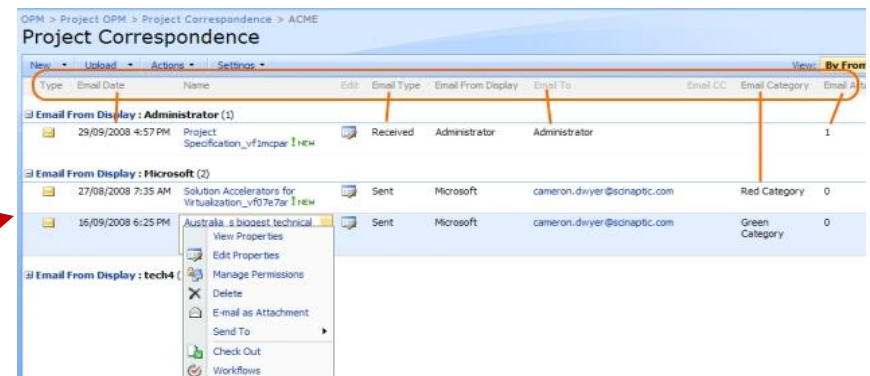 OPM > Project OPM > Project Correspondence > ACME
Project Correspondence
New Upload Actions Settings View: By From
Type Email Date Name Edit Email Type Email From Display Email To Email CC Email Category Email Atta
Email From Display : Administrator (1)
29/09/2008 4:57 PM Project Received Administrator Administrator 1
Specification_vf1mcpar ! NEW
Email From Display : Microsoft (2)
27/08/2008 7:35 AM Solution Accelerators for Sent Microsoft cameron.dwyer@scinaptic.com Red Category 0
Virtualization_vf07e7ar ! NEW
16/09/2008 6:25 PM Australia_s biggest technical Sent Microsoft cameron.dwyer@scinaptic.com Green 0
Category
View Properties
Edit Properties
Email From Display : tech4 (
Manage Permissions
Delete
E-mail as Attachment
Send To
Check Out
Workflows